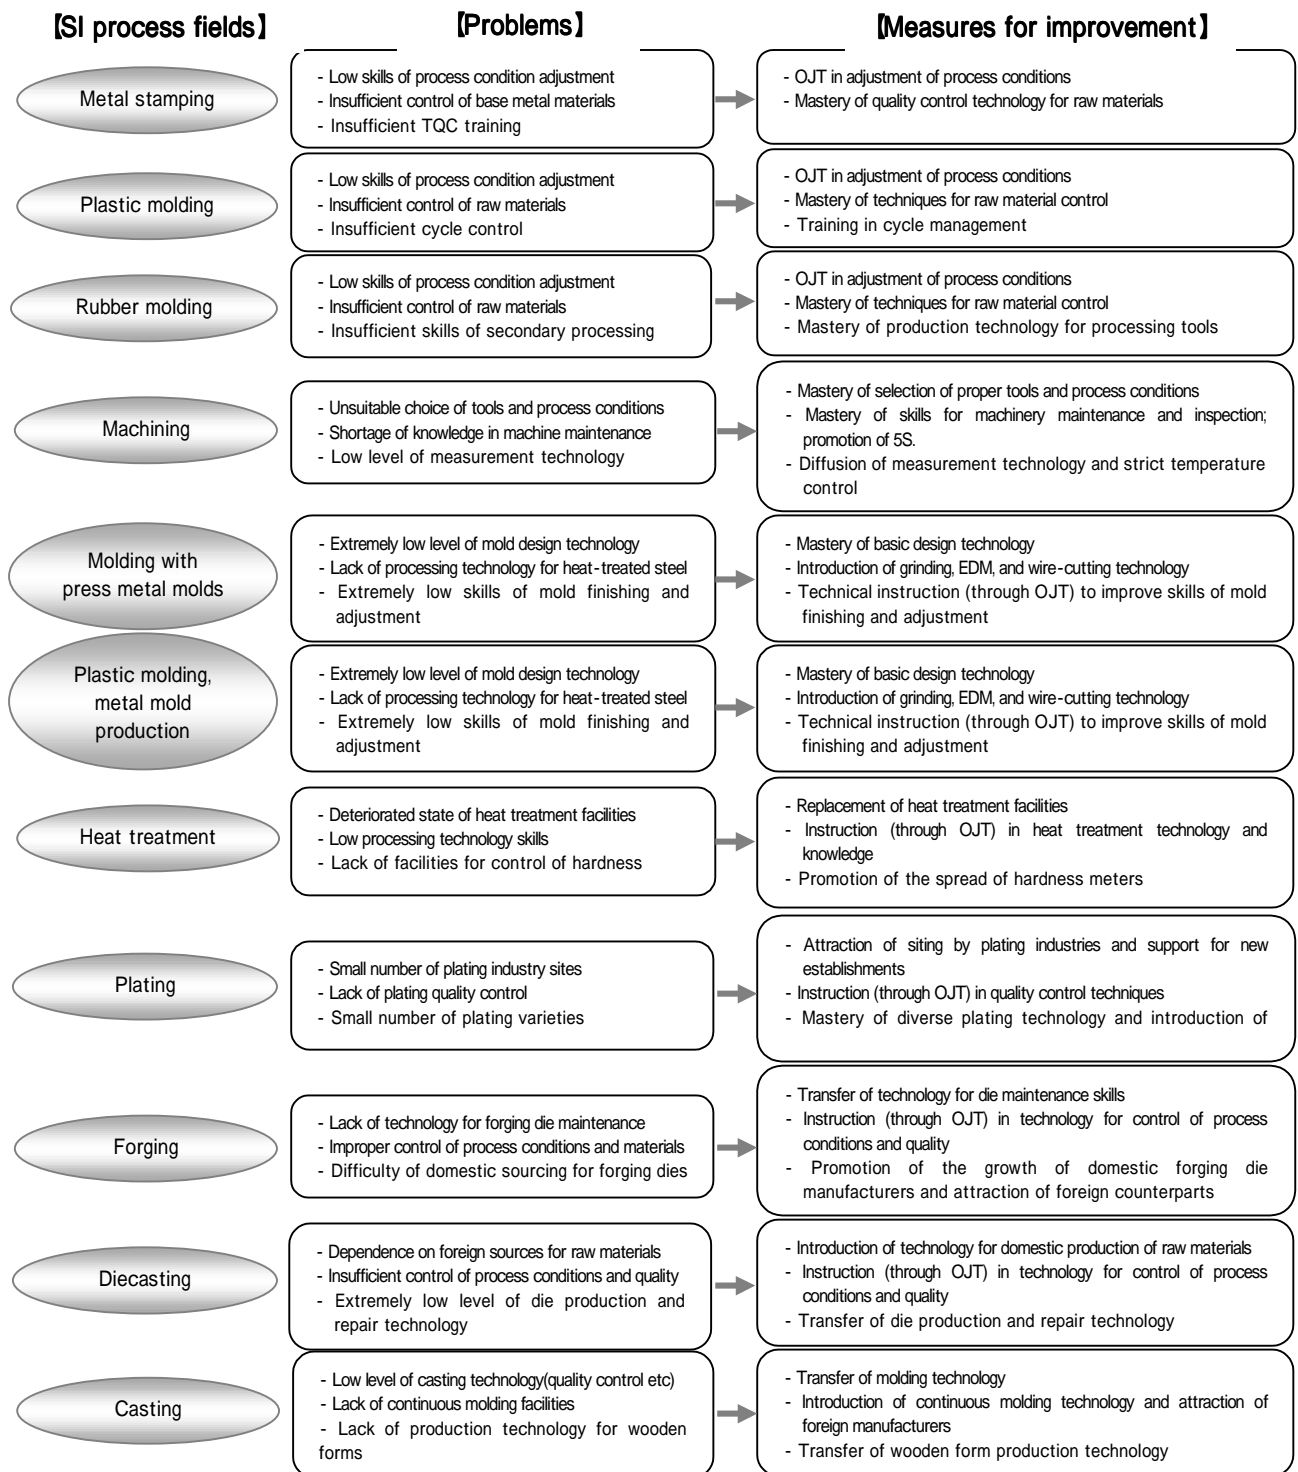 【SI process fields】
【Problems】
【Measures for improvement】
Metal stamping
- Low skills of process condition adjustment
- Insufficient control of base metal materials
- Insufficient TQC training
- OJT in adjustment of process conditions
- Mastery of quality control technology for raw materials
Plastic molding
- Low skills of process condition adjustment
- Insufficient control of raw materials
- Insufficient cycle control
- OJT in adjustment of process conditions
- Mastery of techniques for raw material control
- Training in cycle management
Rubber molding
- Low skills of process condition adjustment
- Insufficient control of raw materials
- Insufficient skills of secondary processing
- OJT in adjustment of process conditions
- Mastery of techniques for raw material control
- Mastery of production technology for processing tools
Machining
- Unsuitable choice of tools and process conditions
- Shortage of knowledge in machine maintenance
- Low level of measurement technology
- Mastery of selection of proper tools and process conditions
- Mastery of skills for machinery maintenance and inspection;
promotion of 5S.
- Diffusion of measurement technology and strict temperature
control
Molding with
press metal molds
- Extremely low level of mold design technology
- Lack of processing technology for heat-treated steel
- Extremely low skills of mold finishing and
adjustment
- Mastery of basic design technology
- Introduction of grinding, EDM, and wire-cutting technology
- Technical instruction (through OJT) to improve skills of mold
finishing and adjustment
Plastic molding,
metal mold
production
- Extremely low level of mold design technology
- Lack of processing technology for heat-treated steel
- Extremely low skills of mold finishing and
adjustment
- Mastery of basic design technology
- Introduction of grinding, EDM, and wire-cutting technology
- Technical instruction (through OJT) to improve skills of mold
finishing and adjustment
Heat treatment
- Deteriorated state of heat treatment facilities
- Low processing technology skills
- Lack of facilities for control of hardness
- Replacement of heat treatment facilities
- Instruction (through OJT) in heat treatment technology and
knowledge
- Promotion of the spread of hardness meters
Plating
- Small number of plating industry sites
- Lack of plating quality control
- Small number of plating varieties
- Attraction of siting by plating industries and support for new
establishments
- Instruction (through OJT) in quality control techniques
- Mastery of diverse plating technology and introduction of
Forging
- Lack of technology for forging die maintenance
- Improper control of process conditions and materials
- Difficulty of domestic sourcing for forging dies
- Transfer of technology for die maintenance skills
- Instruction (through OJT) in technology for control of process
conditions and quality
- Promotion of the growth of domestic forging die
manufacturers and attraction of foreign counterparts
Diecasting
- Dependence on foreign sources for raw materials
- Insufficient control of process conditions and quality
- Extremely low level of die production and
repair technology
- Introduction of technology for domestic production of raw materials
- Instruction (through OJT) in technology for control of process
conditions and quality
- Transfer of die production and repair technology
Casting
- Low level of casting technology(quality control etc)
- Lack of continuous molding facilities
- Lack of production technology for wooden
forms
- Transfer of molding technology
- Introduction of continuous molding technology and attraction of
foreign manufacturers
- Transfer of wooden form production technology